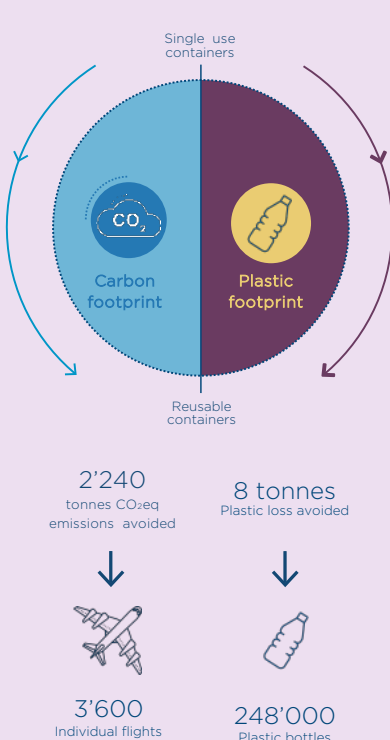 Single use
containers
CO₂
Carbon
footprint
Plastic
footprint
Reusable
containers
2’240
tonnes CO₂eq
emissions avoided
8 tonnes
Plastic loss avoided
3’600
Individual flights
248’000
Plastic bottles